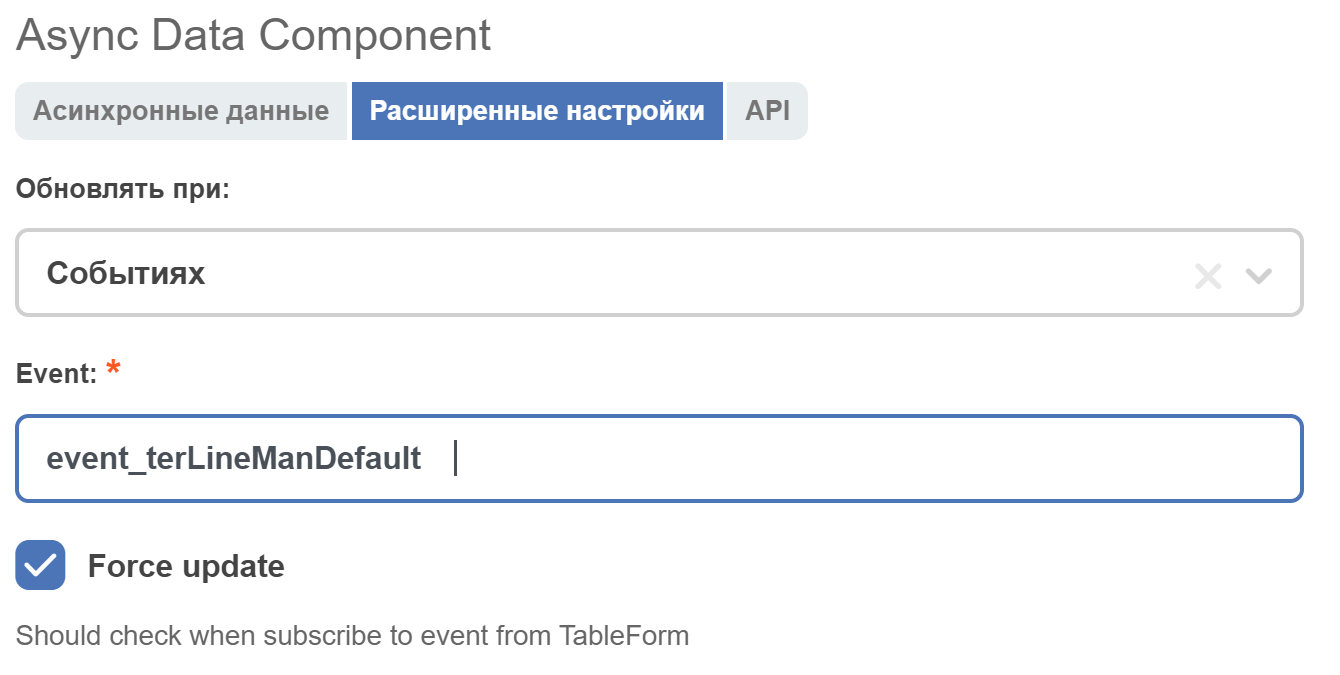 Async Data Component
Асинхронные данные Расширенные настройки API
Обновлять при:
Событиях
Event: *
event_terLineManDefault
Force update
Should check when subscribe to event from TableForm